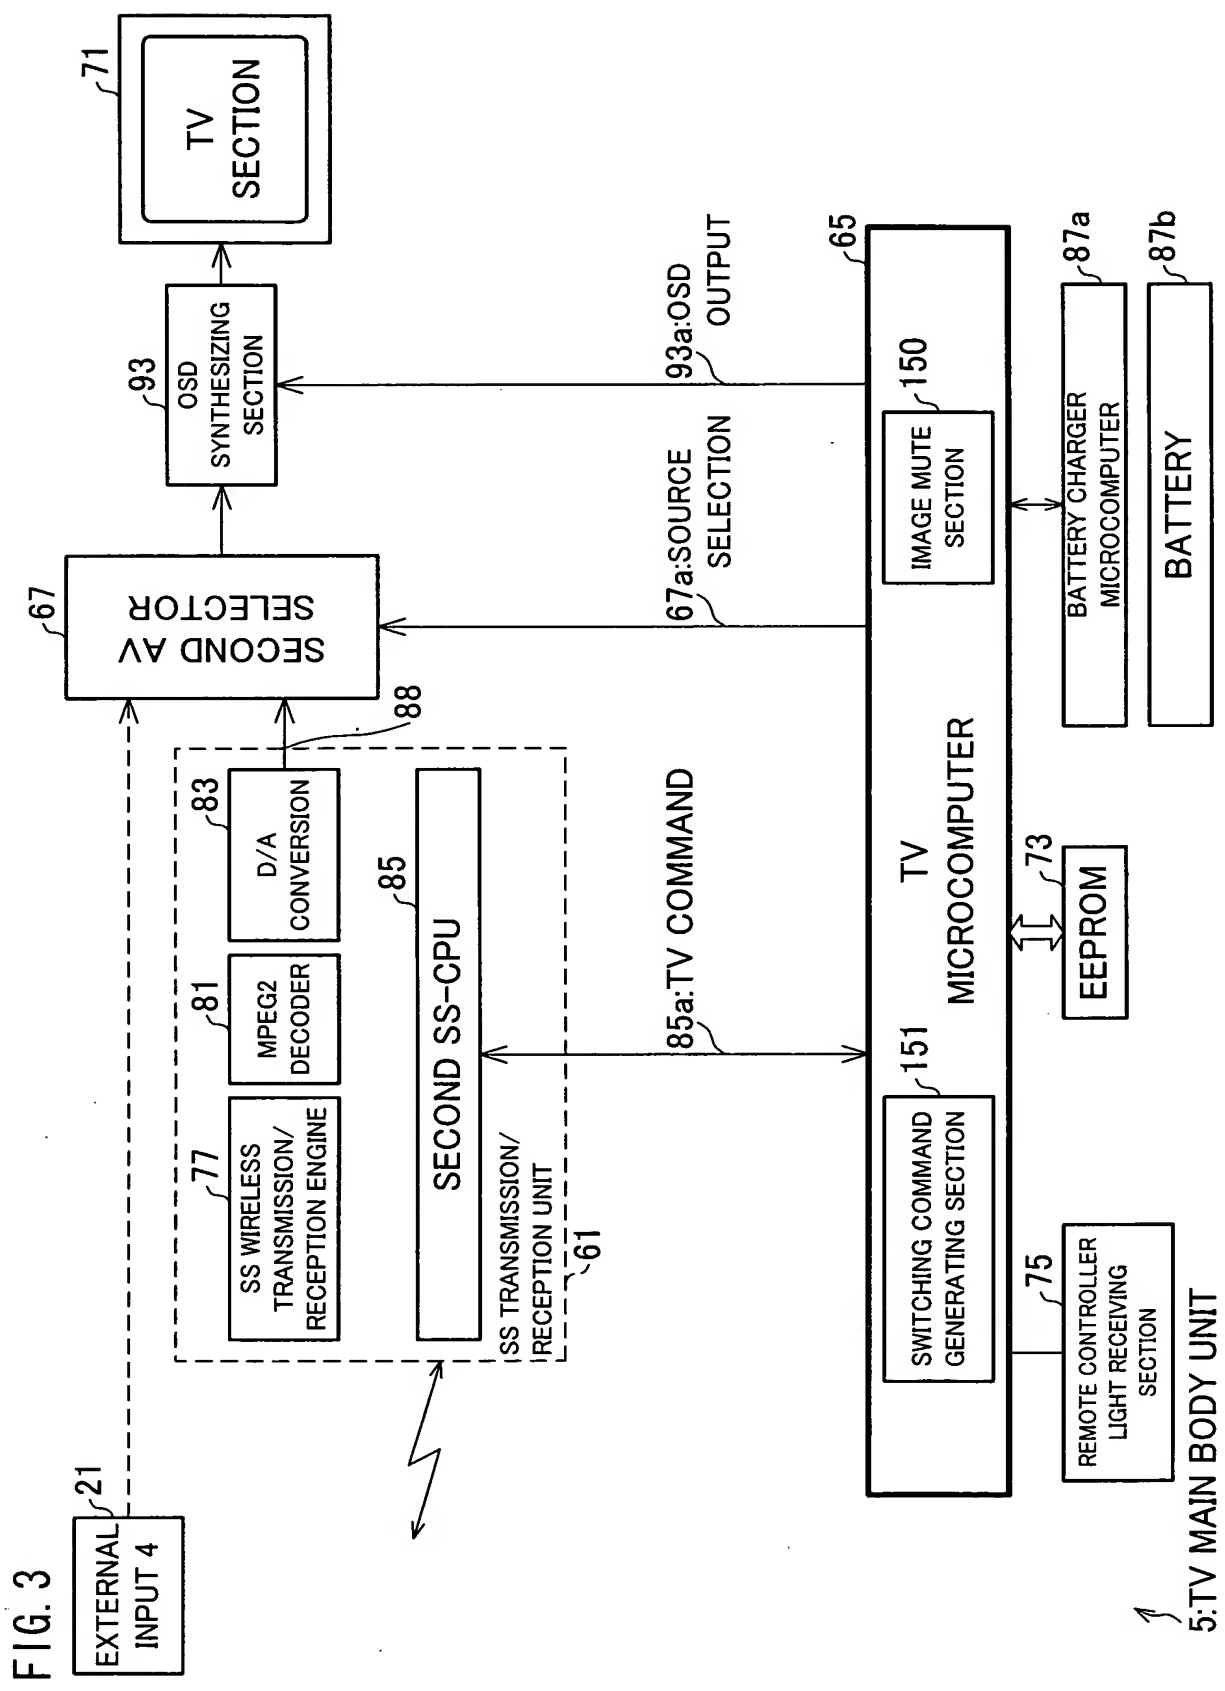 FIG. 3
EXTERNAL
INPUT 4
21
67
SECOND AV
SELECTOR
93
OSD
SYNTHESIZING
SECTION
71
TV
SECTION
77
SS WIRELESS
TRANSMISSION/
RECEPTION ENGINE
81
MPEG2
DECODER
83
D/A
CONVERSION
88
85
SECOND SS-CPU
SS TRANSMISSION/
RECEPTION UNIT
61
85a:TV COMMAND
67a:SOURCE
SELECTION
93a:OSD
OUTPUT
65
151
SWITCHING COMMAND
GENERATING SECTION
TV
MICROCOMPUTER
150
IMAGE MUTE
SECTION
75
REMOTE CONTROLLER
LIGHT RECEIVING
SECTION
73
EEPROM
87a
BATTERY CHARGER
MICROCOMPUTER
87b
BATTERY
5:TV MAIN BODY UNIT